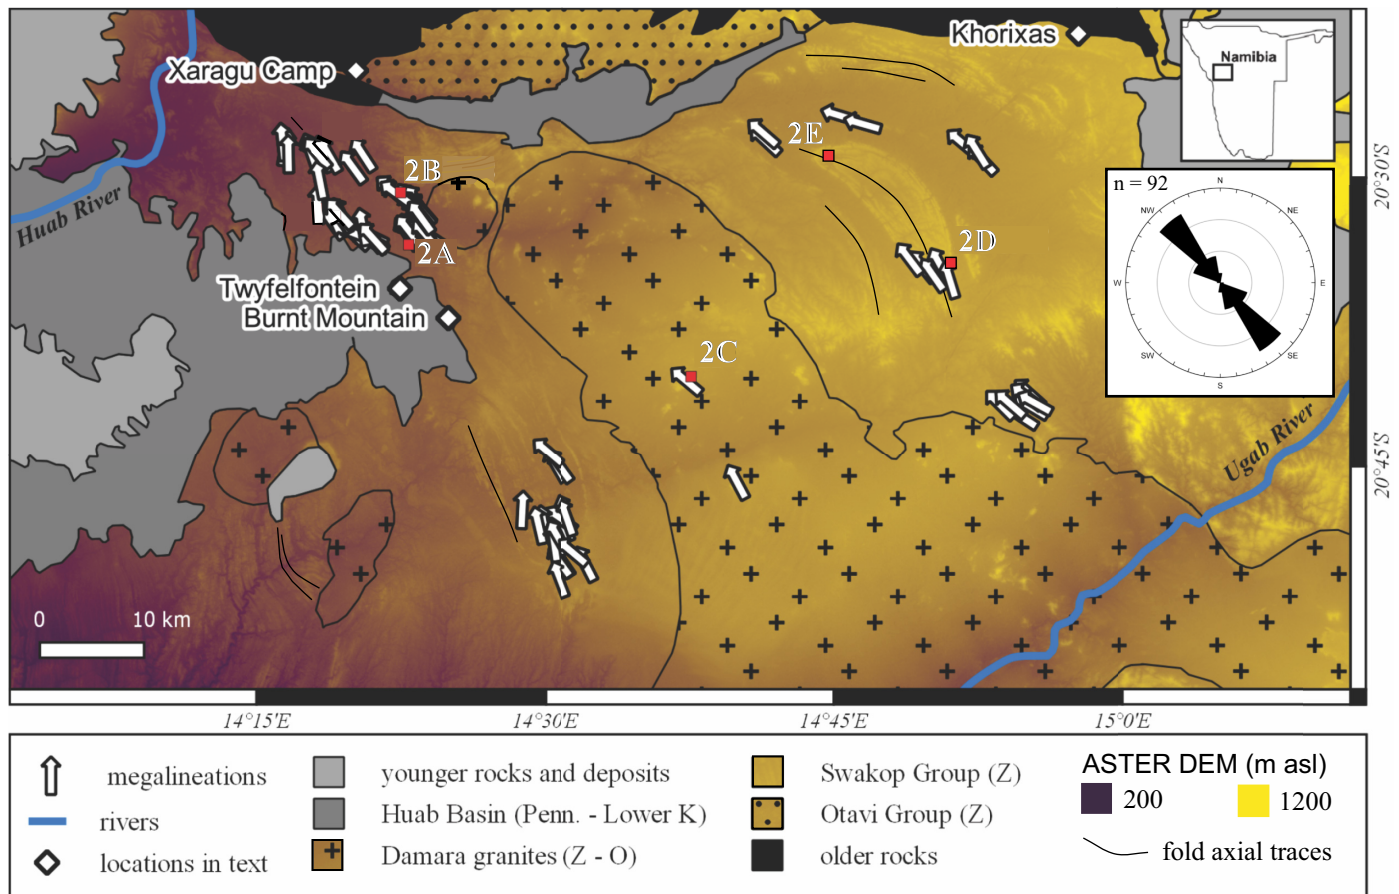 Khorixas
Xaragu Camp
Namibia
2E
2B
n = 92
N
NW
NE
W
E
SW
SE
S
20°30'S
Huab River
2A
2D
Twyfelfontein
Burnt Mountain
2C
Ugab River
20°45'S
0 10 km
14°15'E 14°30'E 14°45'E 15°0'E
megalineations
rivers
locations in text
younger rocks and deposits
Huab Basin (Penn. - Lower K)
Damara granites (Z - O)
Swakop Group (Z)
Otavi Group (Z)
older rocks
ASTER DEM (m asl)
200 1200
fold axial traces